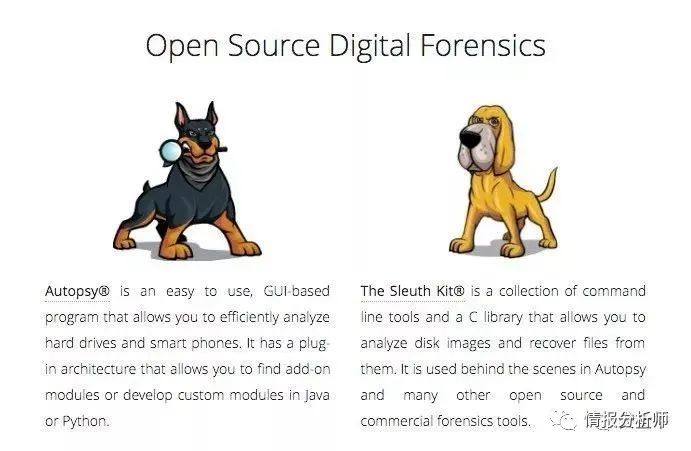 Open Source Digital Forensics
Autopsy® is an easy to use, GUI-based
program that allows you to efficiently analyze
hard drives and smart phones. It has a plug-
in architecture that allows you to find add-on
modules or develop custom modules in Java
or Python.
The Sleuth Kit® is a collection of command
line tools and a C library that allows you to
analyze disk images and recover files from
them. It is used behind the scenes in Autopsy
and many other open source and
commercial forensics tools.
情报分析师